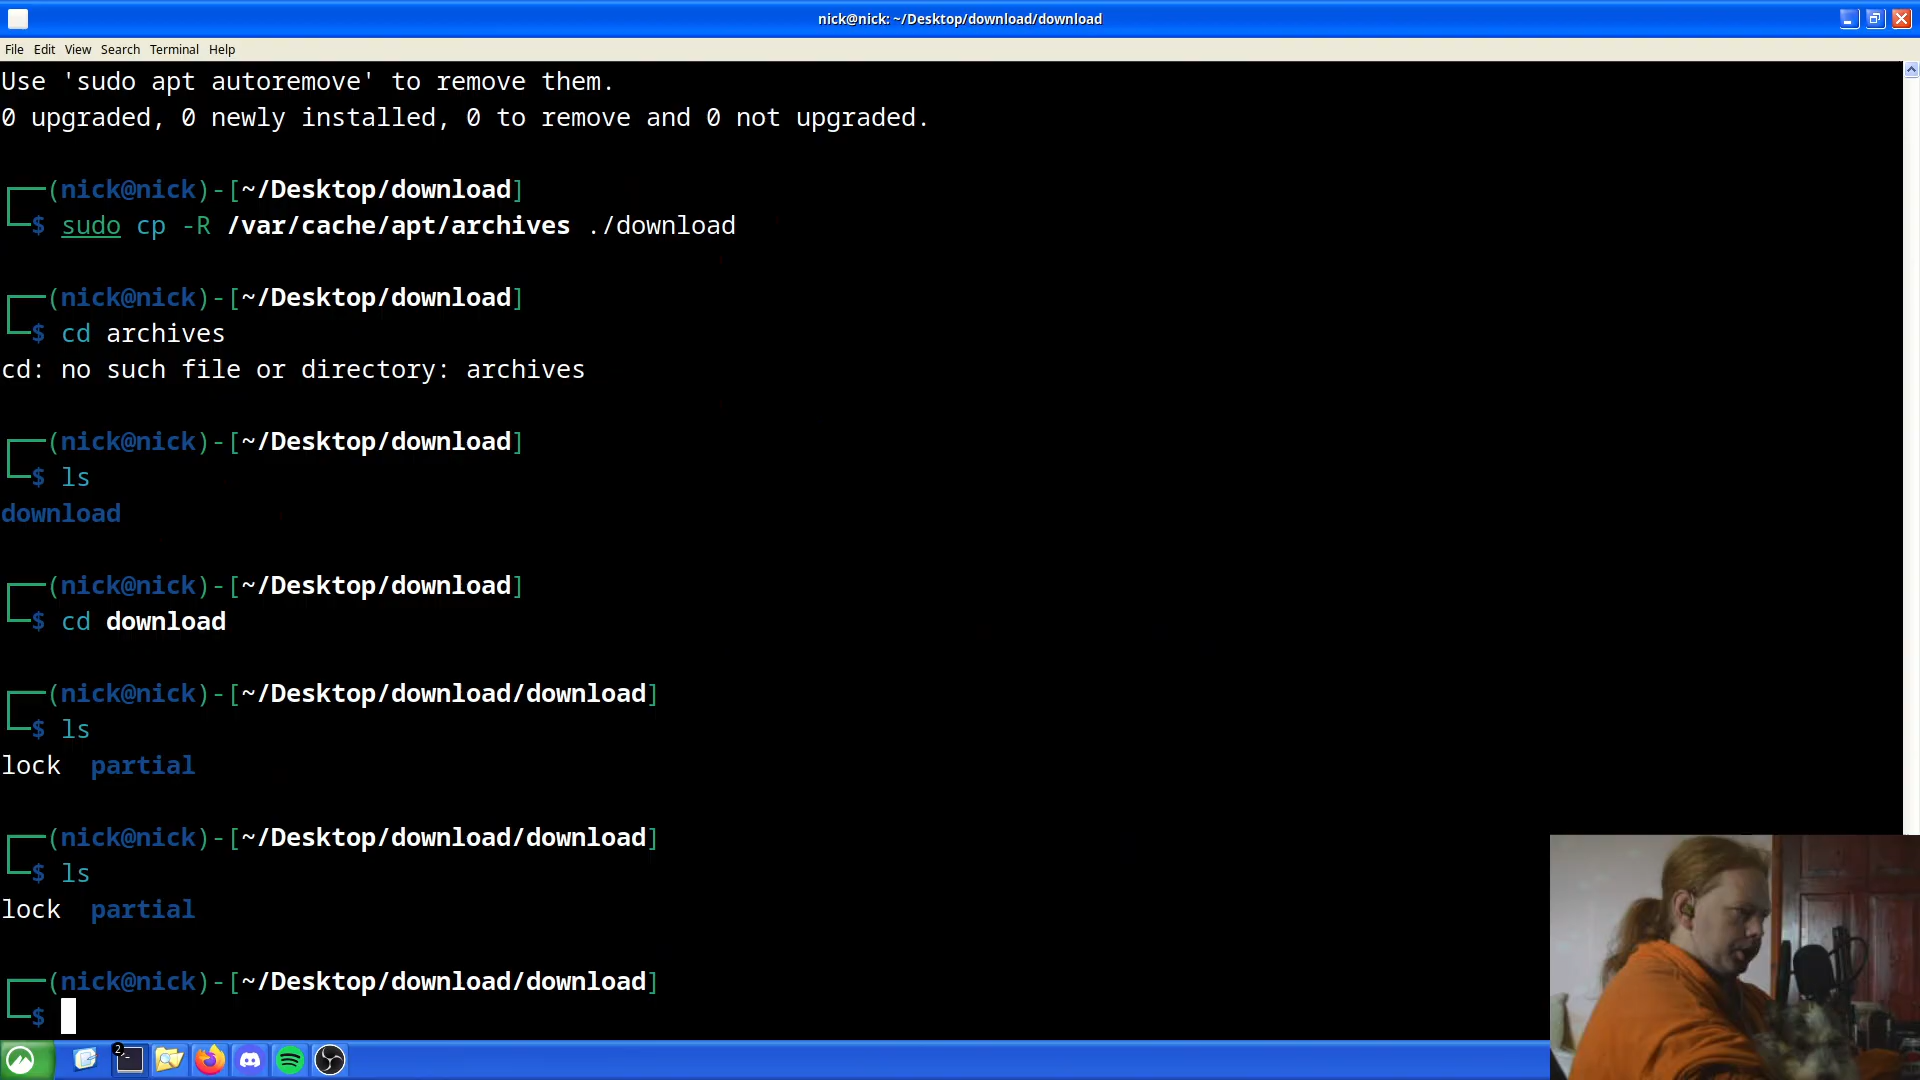 nick@nick: ~/Desktop/download/download
File Edit View Search Terminal Help
Use 'sudo apt autoremove' to remove them.
0 upgraded, 0 newly installed, 0 to remove and 0 not upgraded.
┌──(nick@nick)-[~/Desktop/download]
└─$ sudo cp -R /var/cache/apt/archives ./download
┌──(nick@nick)-[~/Desktop/download]
└─$ cd archives
cd: no such file or directory: archives
┌──(nick@nick)-[~/Desktop/download]
└─$ ls
download
┌──(nick@nick)-[~/Desktop/download]
└─$ cd download
┌──(nick@nick)-[~/Desktop/download/download]
└─$ ls
lock partial
┌──(nick@nick)-[~/Desktop/download/download]
└─$ ls
lock partial
┌──(nick@nick)-[~/Desktop/download/download]
└─$
2